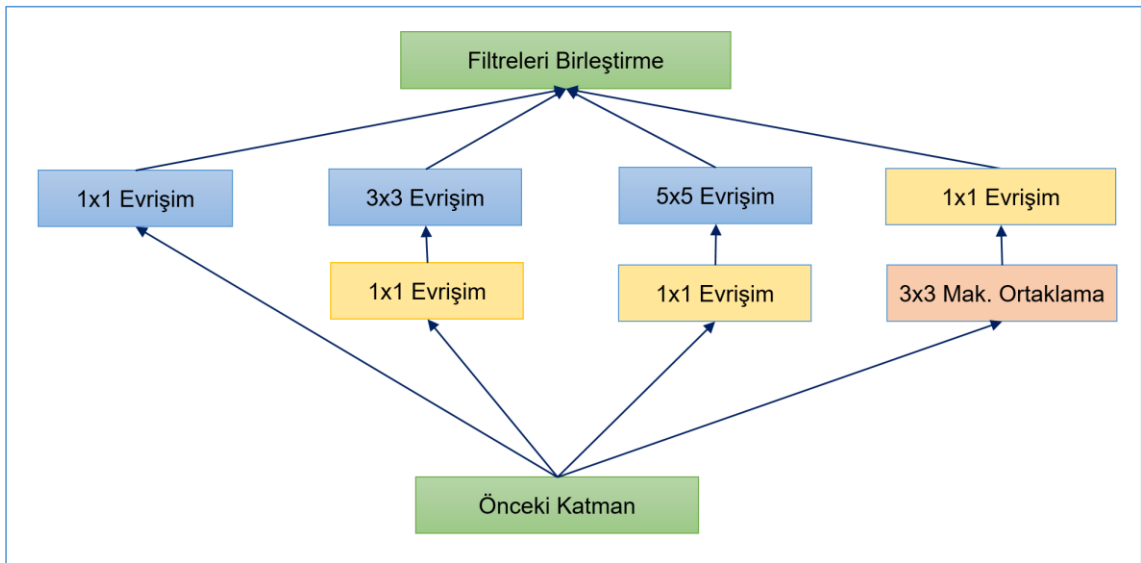 Filtreleri Birleştirme
1x1 Evrişim
3x3 Evrişim
5x5 Evrişim
1x1 Evrişim
1x1 Evrişim
1x1 Evrişim
3x3 Mak. Ortaklama
Önceki Katman